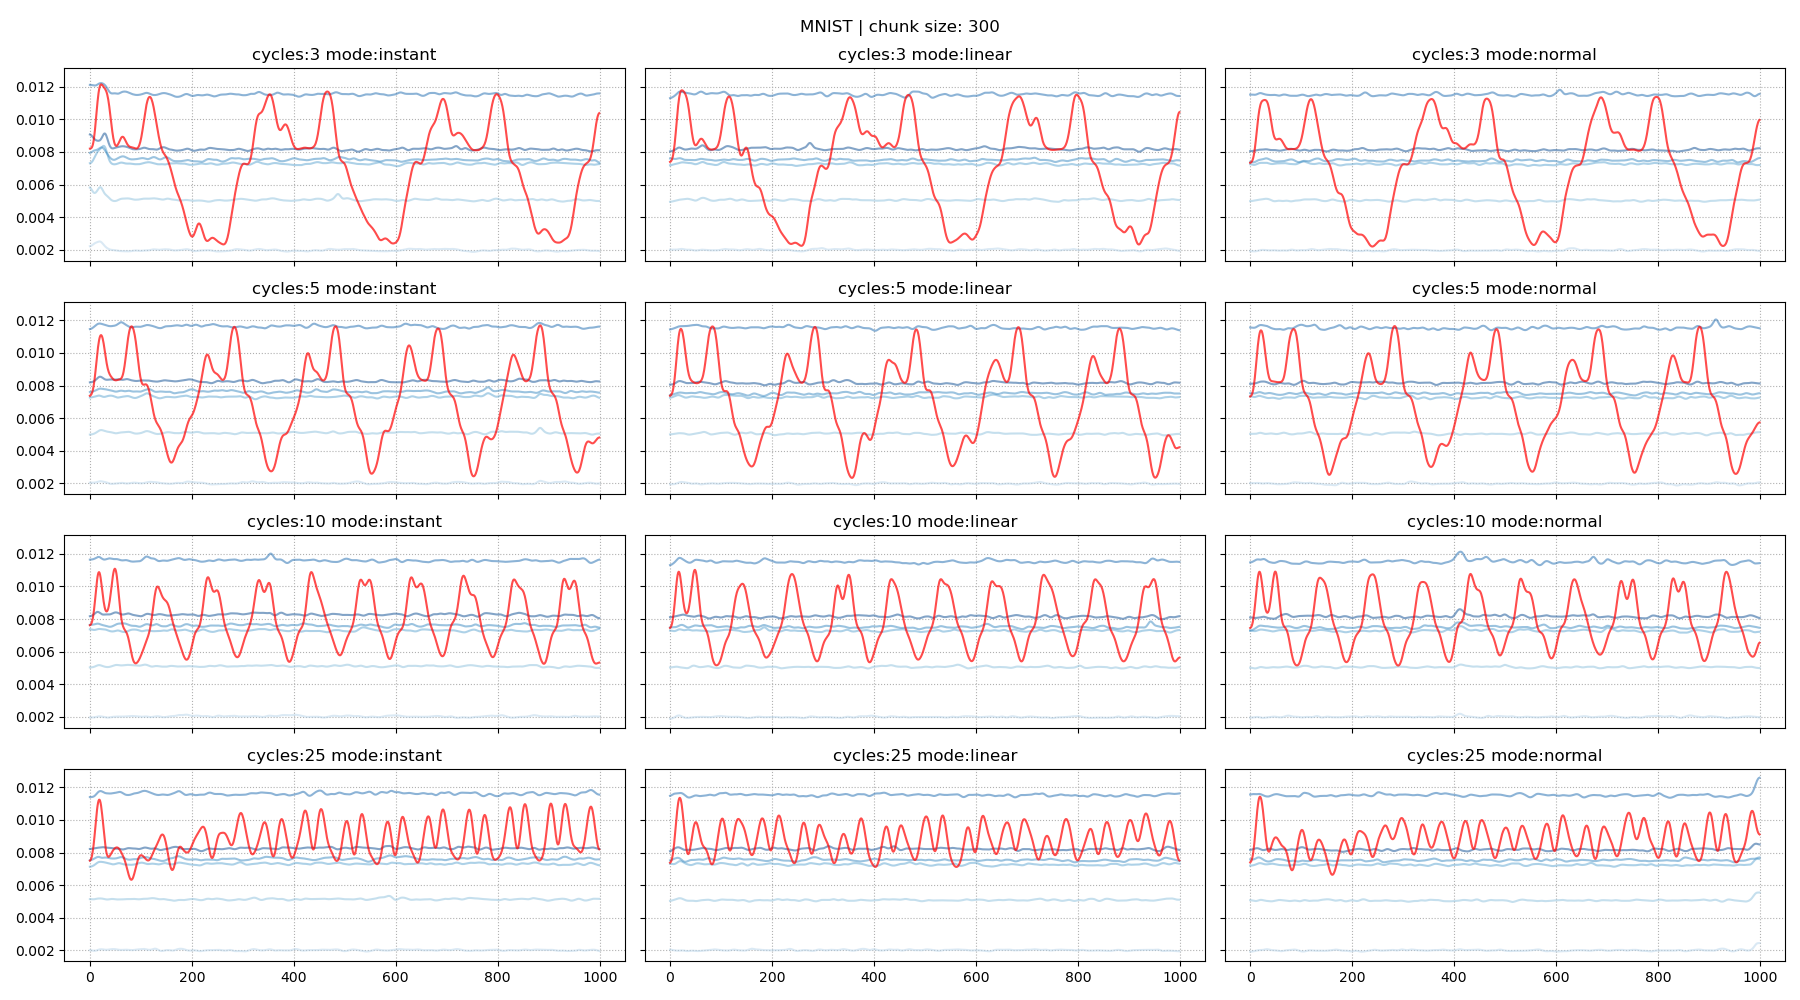 MNIST | chunk size: 300
cycles:3 mode:instant
cycles:3 mode:linear
cycles:3 mode:normal
0.012
0.010
0.008
0.006
0.004
0.002
cycles:5 mode:instant
cycles:5 mode:linear
cycles:5 mode:normal
0.012
0.010
0.008
0.006
0.004
0.002
cycles:10 mode:instant
cycles:10 mode:linear
cycles:10 mode:normal
0.012
0.010
0.008
0.006
0.004
0.002
cycles:25 mode:instant
cycles:25 mode:linear
cycles:25 mode:normal
0.012
0.010
0.008
0.006
0.004
0.002
0 200 400 600 800 1000
0 200 400 600 800 1000
0 200 400 600 800 1000